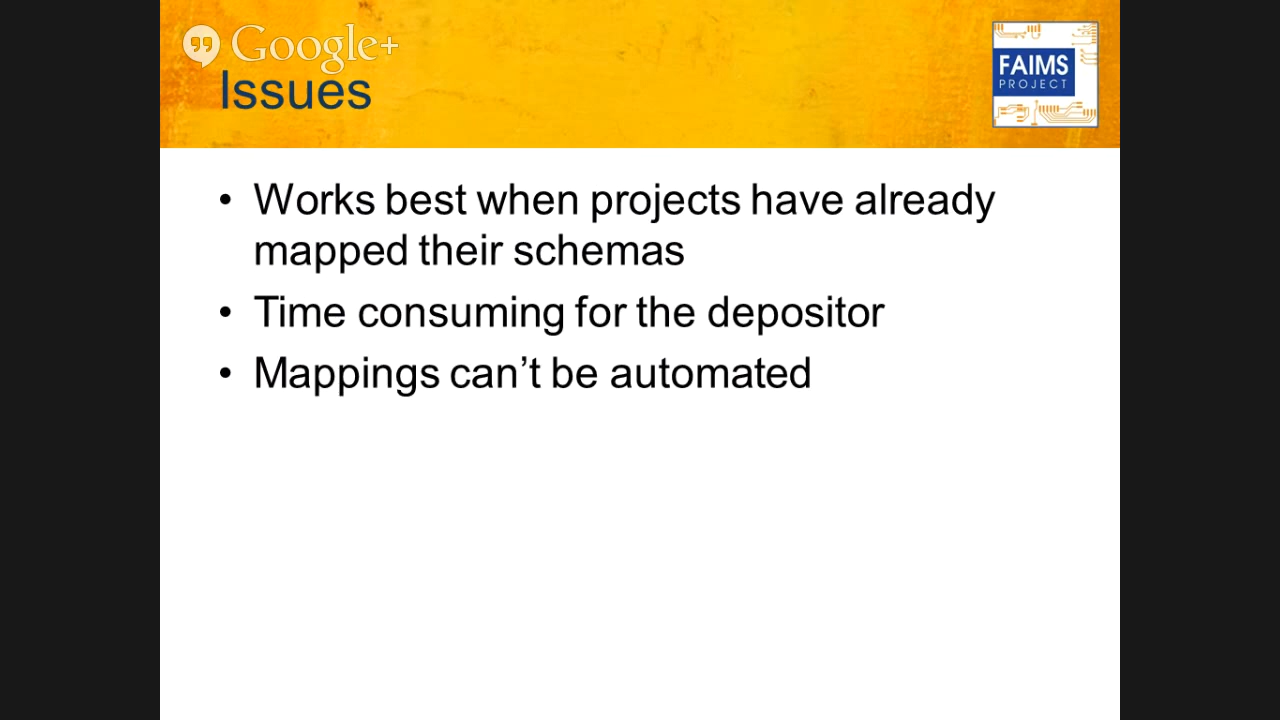 Google+
Issues
FAIMS
PROJECT
• Works best when projects have already
mapped their schemas
• Time consuming for the depositor
• Mappings can’t be automated